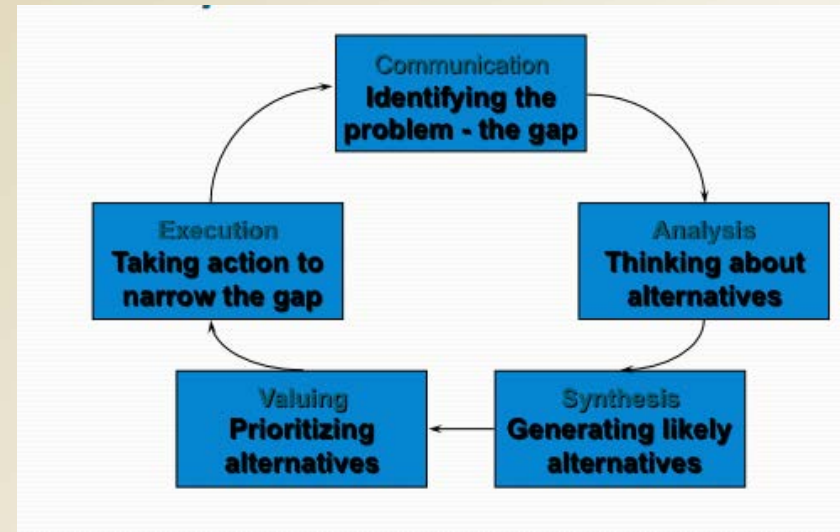 Communication
Identifying the
problem - the gap
Analysis
Thinking about
alternatives
Synthesis
Generating likely
alternatives
Valuing
Prioritizing
alternatives
Execution
Taking action to
narrow the gap